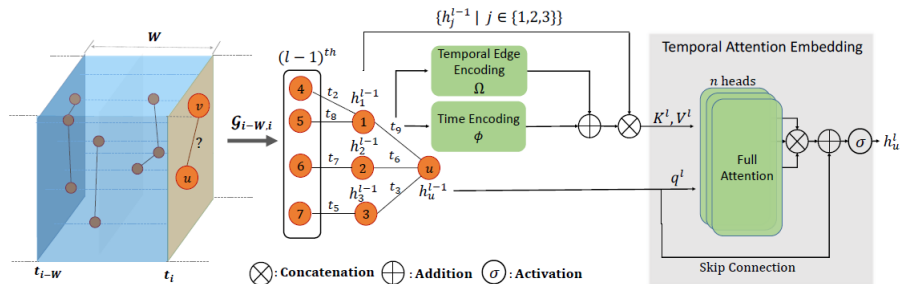 W
v
?
u
t_{i-W}
t_i
𝒢_{i-W,i}
(l − 1)^{th}
4
5
6
7
t_2
t_8
t_7
t_5
h_1^{l-1}
1
h_2^{l-1}
2
h_3^{l-1}
3
t_9
t_6
t_3
u
h_u^{l-1}
{h_j^{l-1} | j ∈ {1,2,3}}
Temporal Edge
Encoding
Ω
Time Encoding
ϕ
K^l, V^l
q^l
Temporal Attention Embedding
n heads
Full
Attention
σ
h_u^l
Skip Connection
: Concatenation
: Addition
σ : Activation